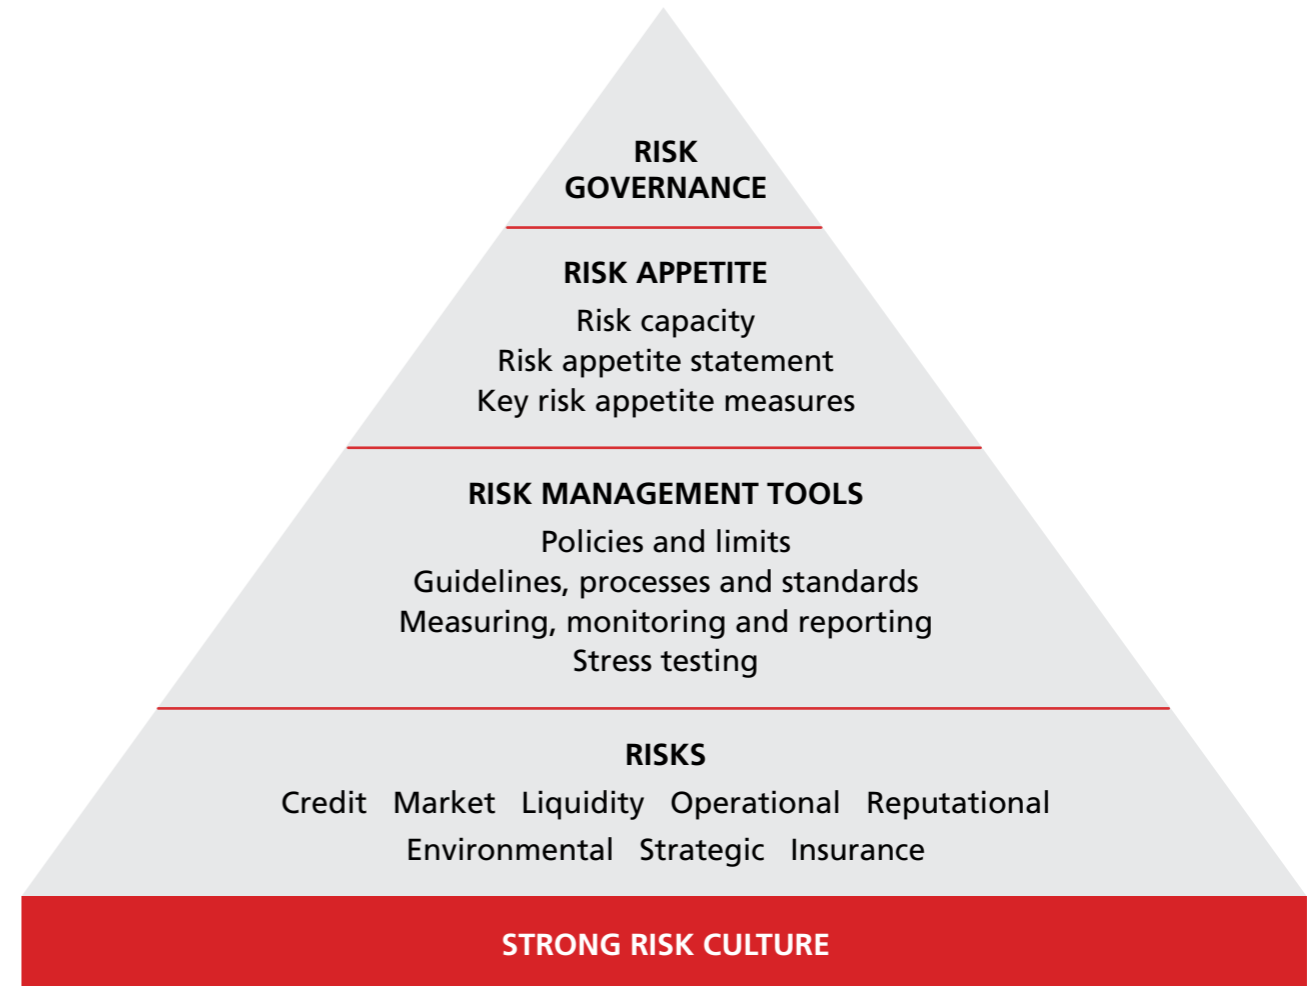 RISK
GOVERNANCE
RISK APPETITE
Risk capacity
Risk appetite statement
Key risk appetite measures
RISK MANAGEMENT TOOLS
Policies and limits
Guidelines, processes and standards
Measuring, monitoring and reporting
Stress testing
RISKS
Credit Market Liquidity Operational Reputational
Environmental Strategic Insurance
STRONG RISK CULTURE